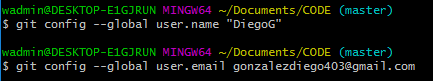 wadmin@DESKTOP-E1GJRUN MINGW64 ~/Documents/CODE (master)
$ git config --global user.name "DiegoG"
wadmin@DESKTOP-E1GJRUN MINGW64 ~/Documents/CODE (master)
$ git config --global user.email gonzalezdiego403@gmail.com